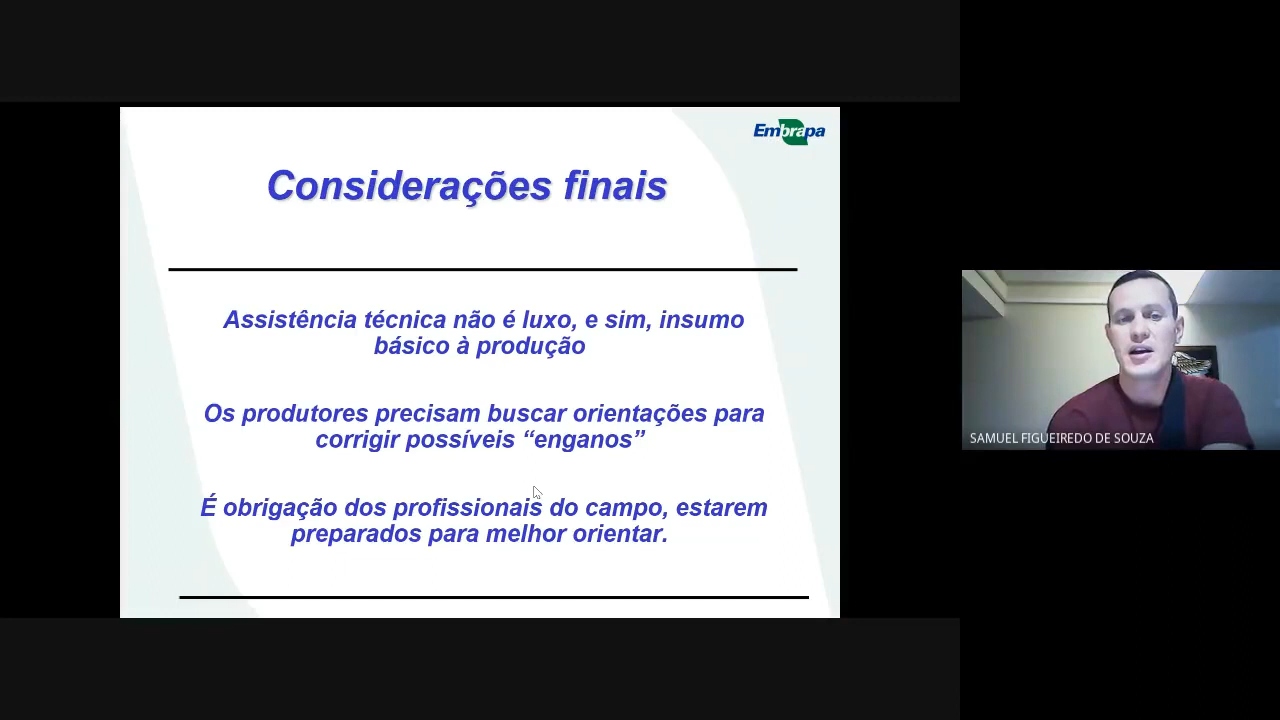 Embrapa
Considerações finais
Assistência técnica não é luxo, e sim, insumo
básico à produção
Os produtores precisam buscar orientações para
corrigir possíveis “enganos”
É obrigação dos profissionais do campo, estarem
preparados para melhor orientar.
SAMUEL FIGUEIREDO DE SOUZA